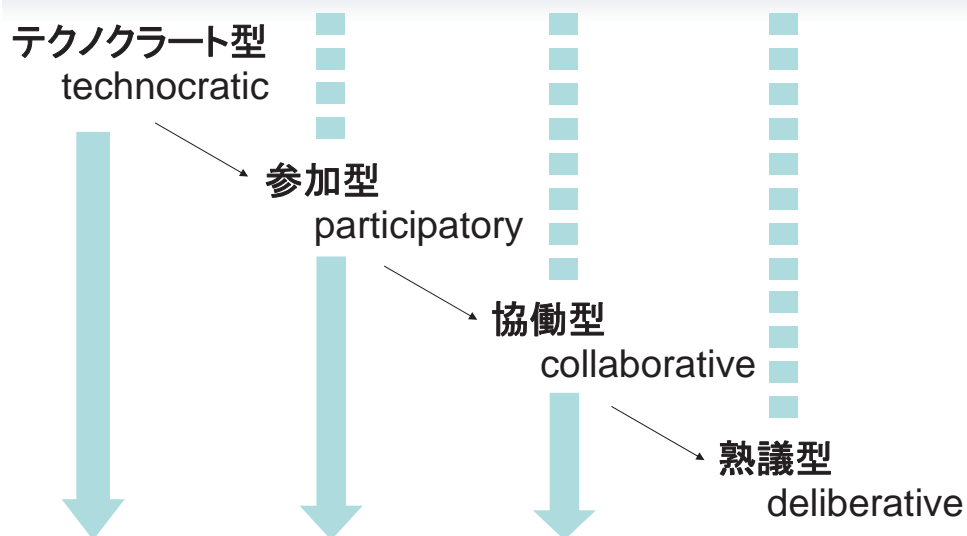 テクノクラート型
technocratic
参加型
participatory
協働型
collaborative
熟議型
deliberative